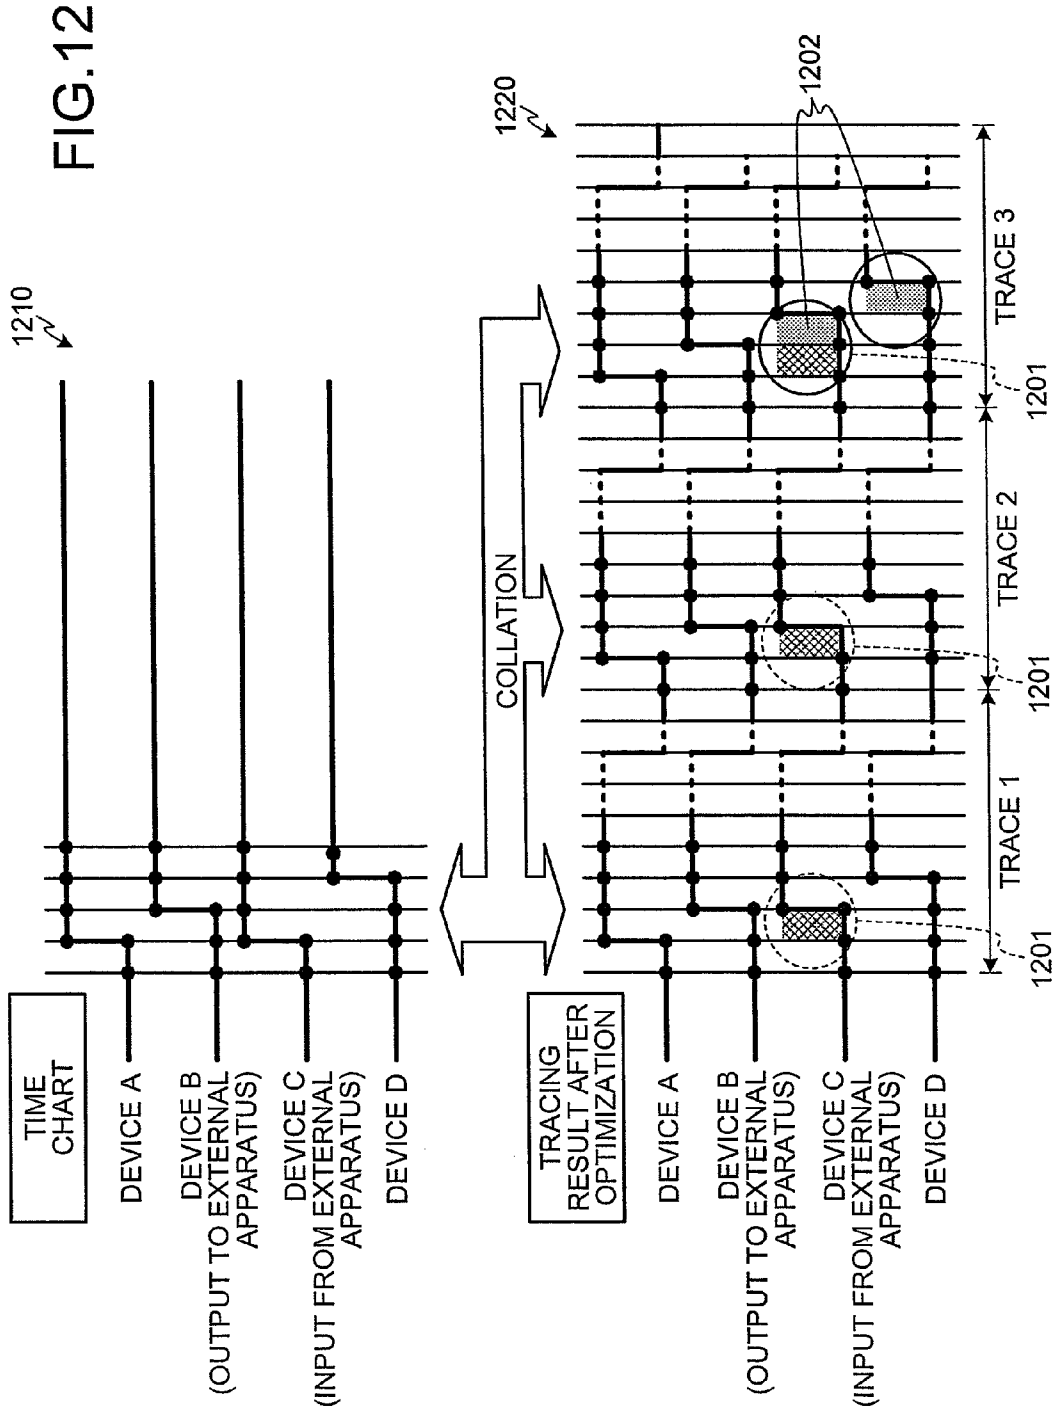 FIG.12
1210
TIME
CHART
DEVICE A
DEVICE B
(OUTPUT TO EXTERNAL
APPARATUS)
DEVICE C
(INPUT FROM EXTERNAL
APPARATUS)
DEVICE D
COLLATION
1220
TRACING
RESULT AFTER
OPTIMIZATION
DEVICE A
DEVICE B
(OUTPUT TO EXTERNAL
APPARATUS)
DEVICE C
(INPUT FROM EXTERNAL
APPARATUS)
DEVICE D
1202
TRACE 1
TRACE 2
TRACE 3
1201
1201
1201